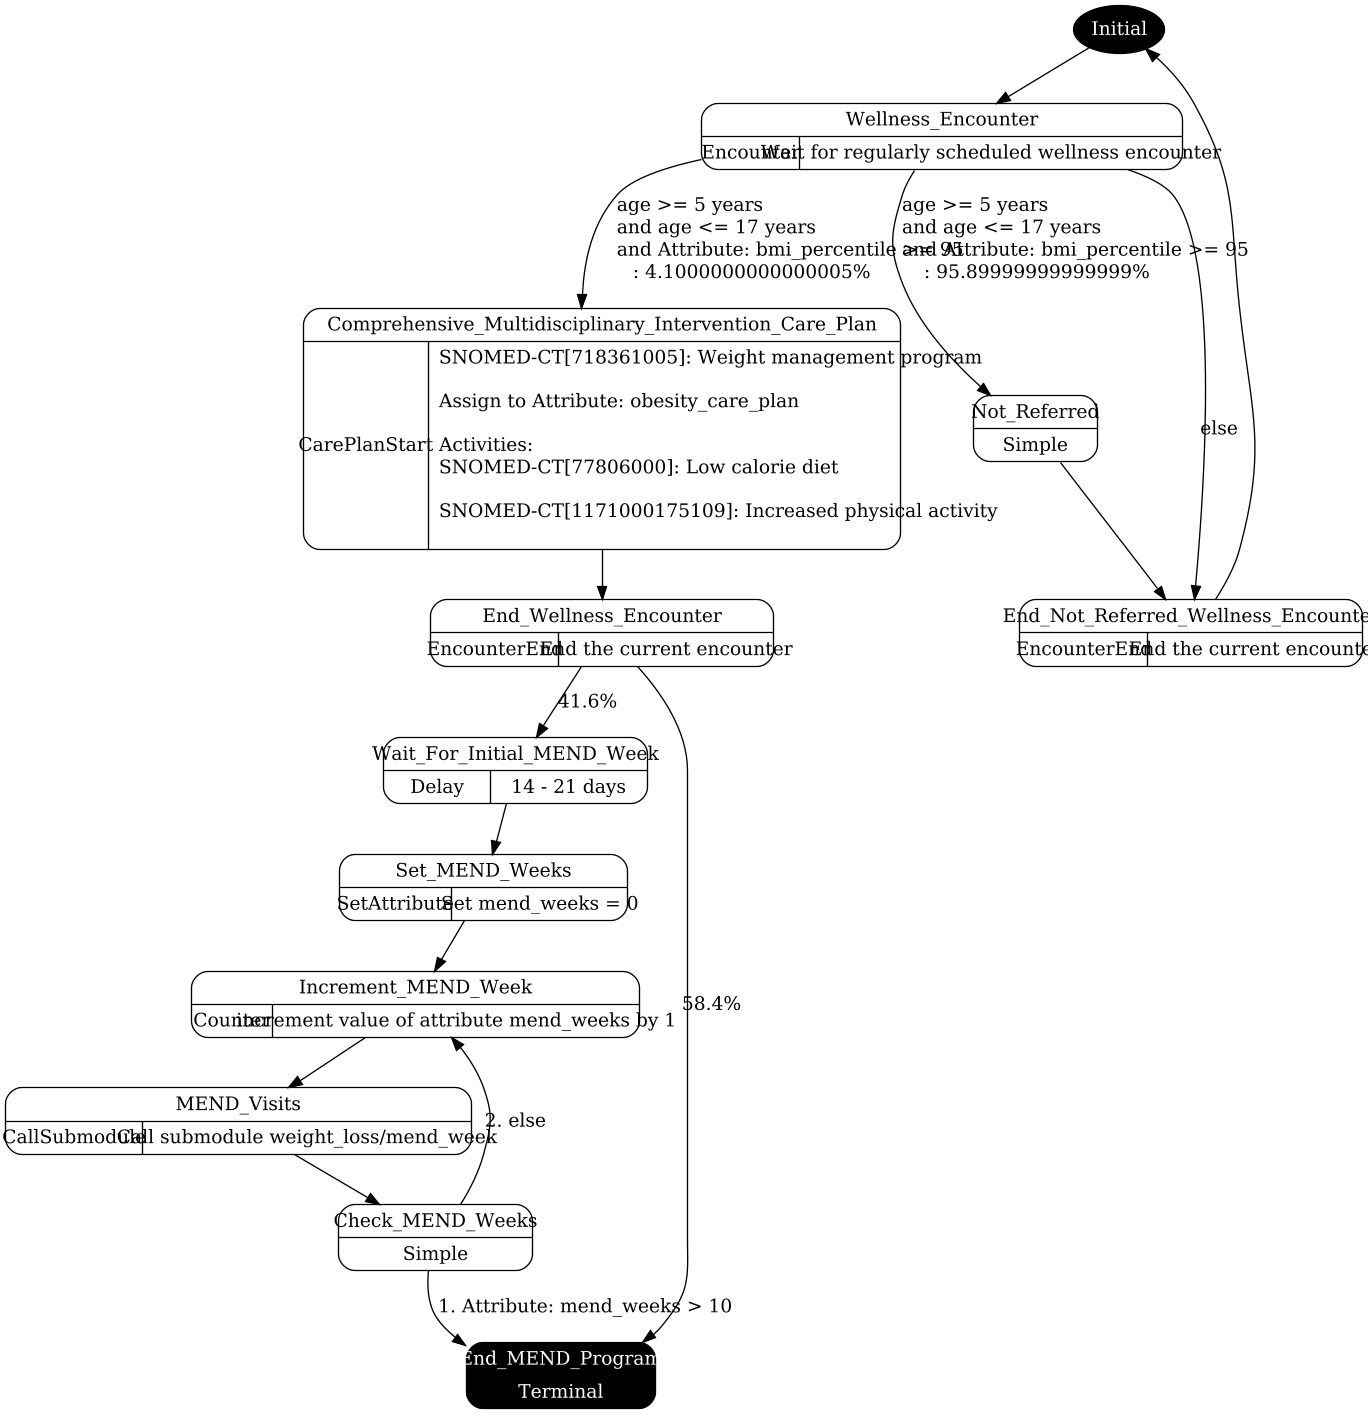 Initial
Wellness_Encounter
Encounter
Wait for regularly scheduled wellness encounter
age >= 5 years
and age <= 17 years
and Attribute: bmi_percentile >= 95
: 4.1000000000000005%
age >= 5 years
and age <= 17 years
and Attribute: bmi_percentile >= 95
: 95.89999999999999%
Comprehensive_Multidisciplinary_Intervention_Care_Plan
CarePlanStart
SNOMED-CT[718361005]: Weight management program
Assign to Attribute: obesity_care_plan
Activities:
SNOMED-CT[77806000]: Low calorie diet
SNOMED-CT[1171000175109]: Increased physical activity
Not_Referred
Simple
else
End_Wellness_Encounter
EncounterEnd
End the current encounter
End_Not_Referred_Wellness_Encounte
EncounterEnd
End the current encounte
41.6%
Wait_For_Initial_MEND_Week
Delay
14 - 21 days
Set_MEND_Weeks
SetAttribute
Set mend_weeks = 0
Increment_MEND_Week
Counter
increment value of attribute mend_weeks by 1
58.4%
MEND_Visits
CallSubmodule
Call submodule weight_loss/mend_week
2. else
Check_MEND_Weeks
Simple
1. Attribute: mend_weeks > 10
End_MEND_Program
Terminal